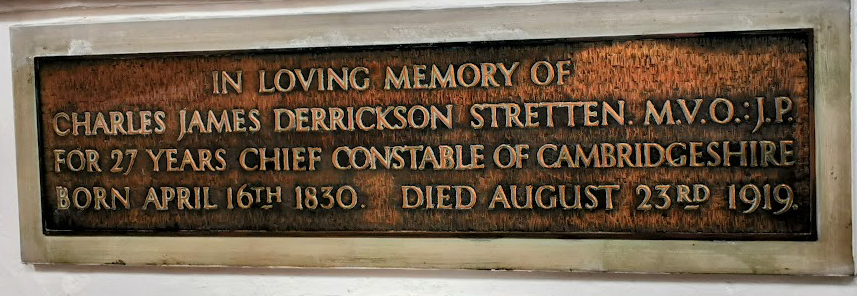 IN LOVING MEMORY OF
CHARLES JAMES DERRICKSON STRETTEN. M.V.O.: J.P.
FOR 27 YEARS CHIEF CONSTABLE OF CAMBRIDGESHIRE
BORN APRIL 16TH 1830. DIED AUGUST 23RD 1919.